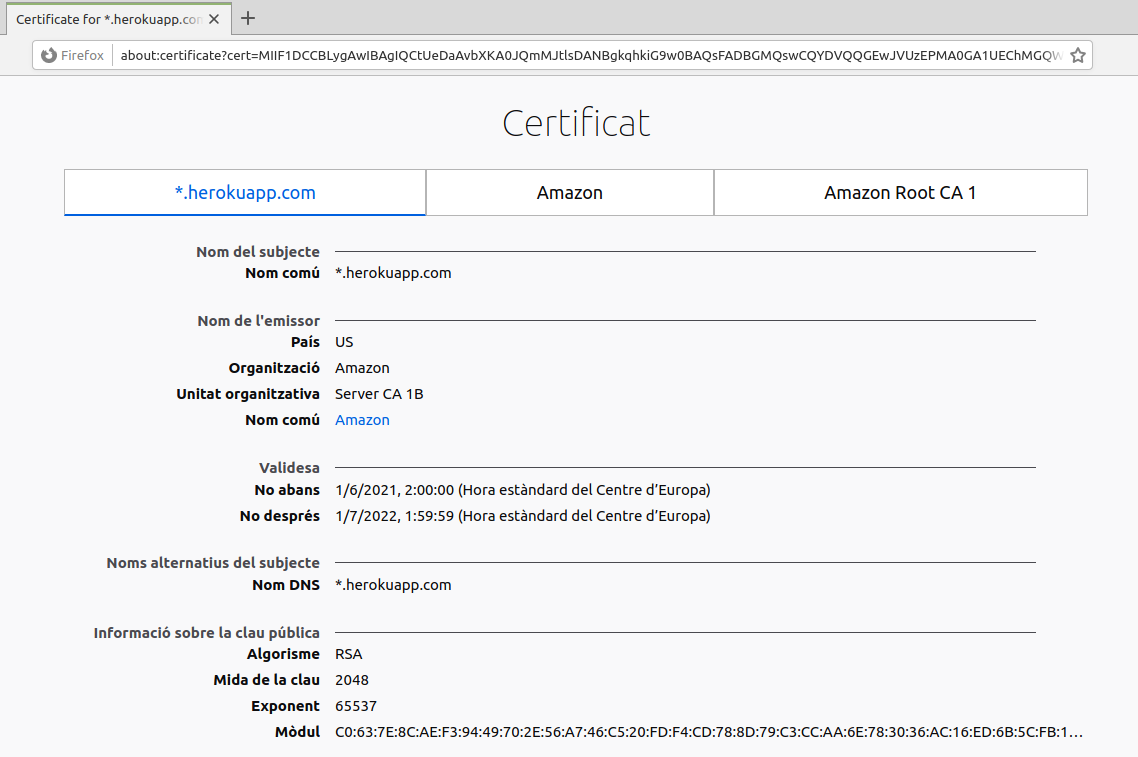 Certificate for *.herokuapp.con
Firefox about:certificate?cert=MIIF1DCCBLygAwIBAgIQCtUeDaAvbXKA0JQmMJtlsDANBgkqhkiG9w0BAQsFADBGMQswCQYDVQQGEwJVUzEPMA0GA1UEChMGQW
Certificat
*.herokuapp.com Amazon Amazon Root CA 1
Nom del subjecte
Nom comú *.herokuapp.com
Nom de l'emissor
País US
Organització Amazon
Unitat organitzativa Server CA 1B
Nom comú Amazon
Validesa
No abans 1/6/2021, 2:00:00 (Hora estàndard del Centre d’Europa)
No després 1/7/2022, 1:59:59 (Hora estàndard del Centre d’Europa)
Noms alternatius del subjecte
Nom DNS *.herokuapp.com
Informació sobre la clau pública
Algorisme RSA
Mida de la clau 2048
Exponent 65537
Mòdul C0:63:7E:8C:AE:F3:94:49:70:2E:56:A7:46:C5:20:FD:F4:CD:78:8D:79:C3:CC:AA:6E:78:30:36:AC:16:ED:6B:5C:FB:1…